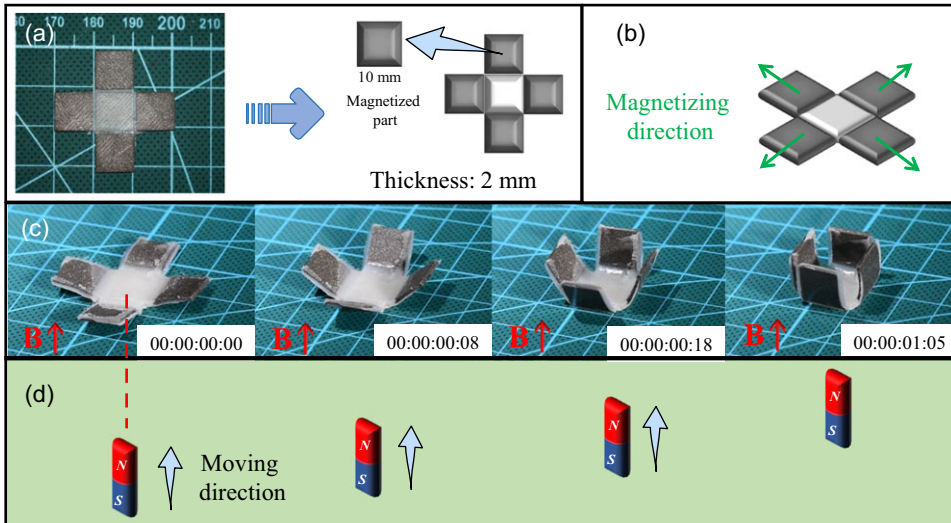 (a)
160
170
180
190
200
210
10 mm
Magnetized
part
Thickness: 2 mm
(b)
Magnetizing
direction
(c)
B
00:00:00:00
B
00:00:00:08
B
00:00:00:18
B
00:00:01:05
(d)
N
S
Moving
direction
N
S
N
S
N
S